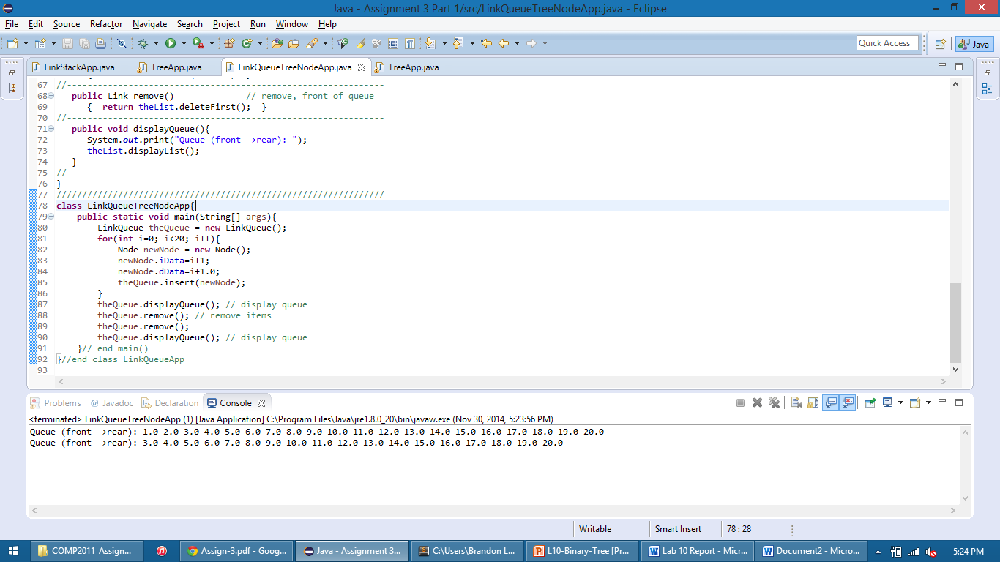 Java - Assignment 3 Part 1/src/LinkQueueTreeNodeApp.java - Eclipse
File Edit Source Refactor Navigate Search Project Run Window Help
Quick Access
Java
LinkStackApp.java TreeApp.java LinkQueueTreeNodeApp.java TreeApp.java
67 //--------------------------------------------------------------
68 public Link remove() // remove, front of queue
69 { return theList.deleteFirst(); }
70 //--------------------------------------------------------------
71 public void displayQueue(){
72 System.out.print("Queue (front-->rear): ");
73 theList.displayList();
74 }
75 //--------------------------------------------------------------
76 }
77 ////////////////////////////////////////////////////////////////
78 class LinkQueueTreeNodeApp{
79 public static void main(String[] args){
80 LinkQueue theQueue = new LinkQueue();
81 for(int i=0; i<20; i++){
82 Node newNode = new Node();
83 newNode.iData=i+1;
84 newNode.dData=i+1.0;
85 theQueue.insert(newNode);
86 }
87 theQueue.displayQueue(); // display queue
88 theQueue.remove(); // remove items
89 theQueue.remove();
90 theQueue.displayQueue(); // display queue
91 }// end main()
92 }//end class LinkQueueApp
93
Problems @ Javadoc Declaration Console
<terminated> LinkQueueTreeNodeApp (1) [Java Application] C:\Program Files\Java\jre1.8.0_20\bin\javaw.exe (Nov 30, 2014, 5:23:56 PM)
Queue (front-->rear): 1.0 2.0 3.0 4.0 5.0 6.0 7.0 8.0 9.0 10.0 11.0 12.0 13.0 14.0 15.0 16.0 17.0 18.0 19.0 20.0
Queue (front-->rear): 3.0 4.0 5.0 6.0 7.0 8.0 9.0 10.0 11.0 12.0 13.0 14.0 15.0 16.0 17.0 18.0 19.0 20.0
Writable Smart Insert 78 : 28
COMP2011_Assign... Assign-3.pdf - Goog... Java - Assignment 3... C:\Users\Brandon L... L10-Binary-Tree [Pr... Lab 10 Report - Micr... Document2 - Micro... 5:24 PM